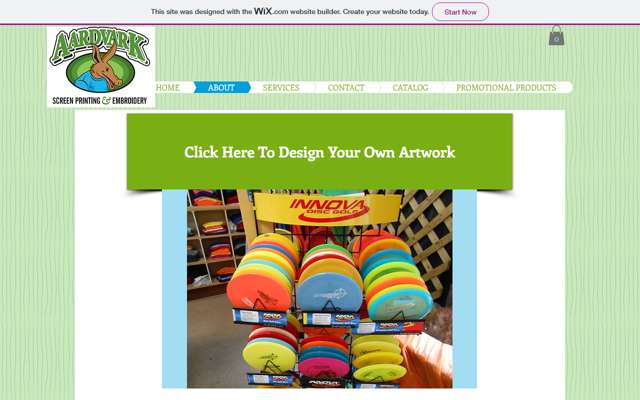 This site was designed with the WiX.com website builder. Create your website today. Start Now
AARDVARK
SCREEN PRINTING & EMBROIDERY
0
HOME ABOUT SERVICES CONTACT CATALOG PROMOTIONAL PRODUCTS
Click Here To Design Your Own Artwork
INNOVA
DISC GOLF
INNOVA